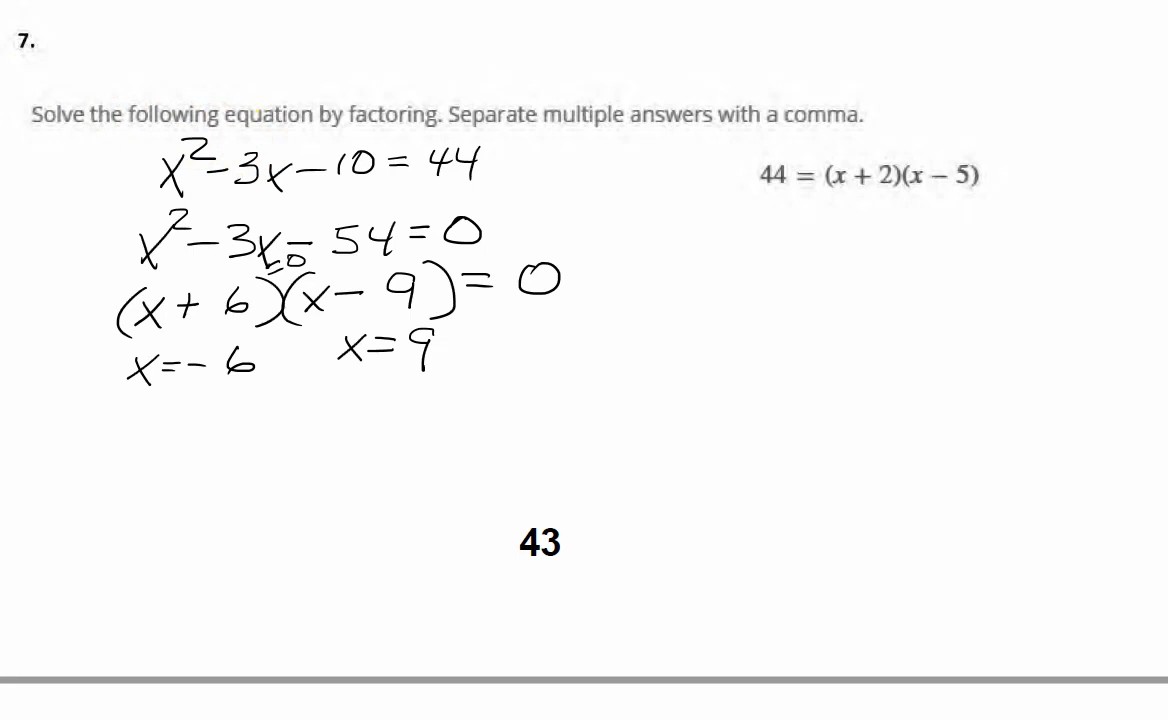 7.
Solve the following equation by factoring. Separate multiple answers with a comma.
x²-3x-10=44
44 = (x + 2)(x − 5)
x²-3x-54=0
=0
(x+6)(x-9)=0
x=-6 x=9
43